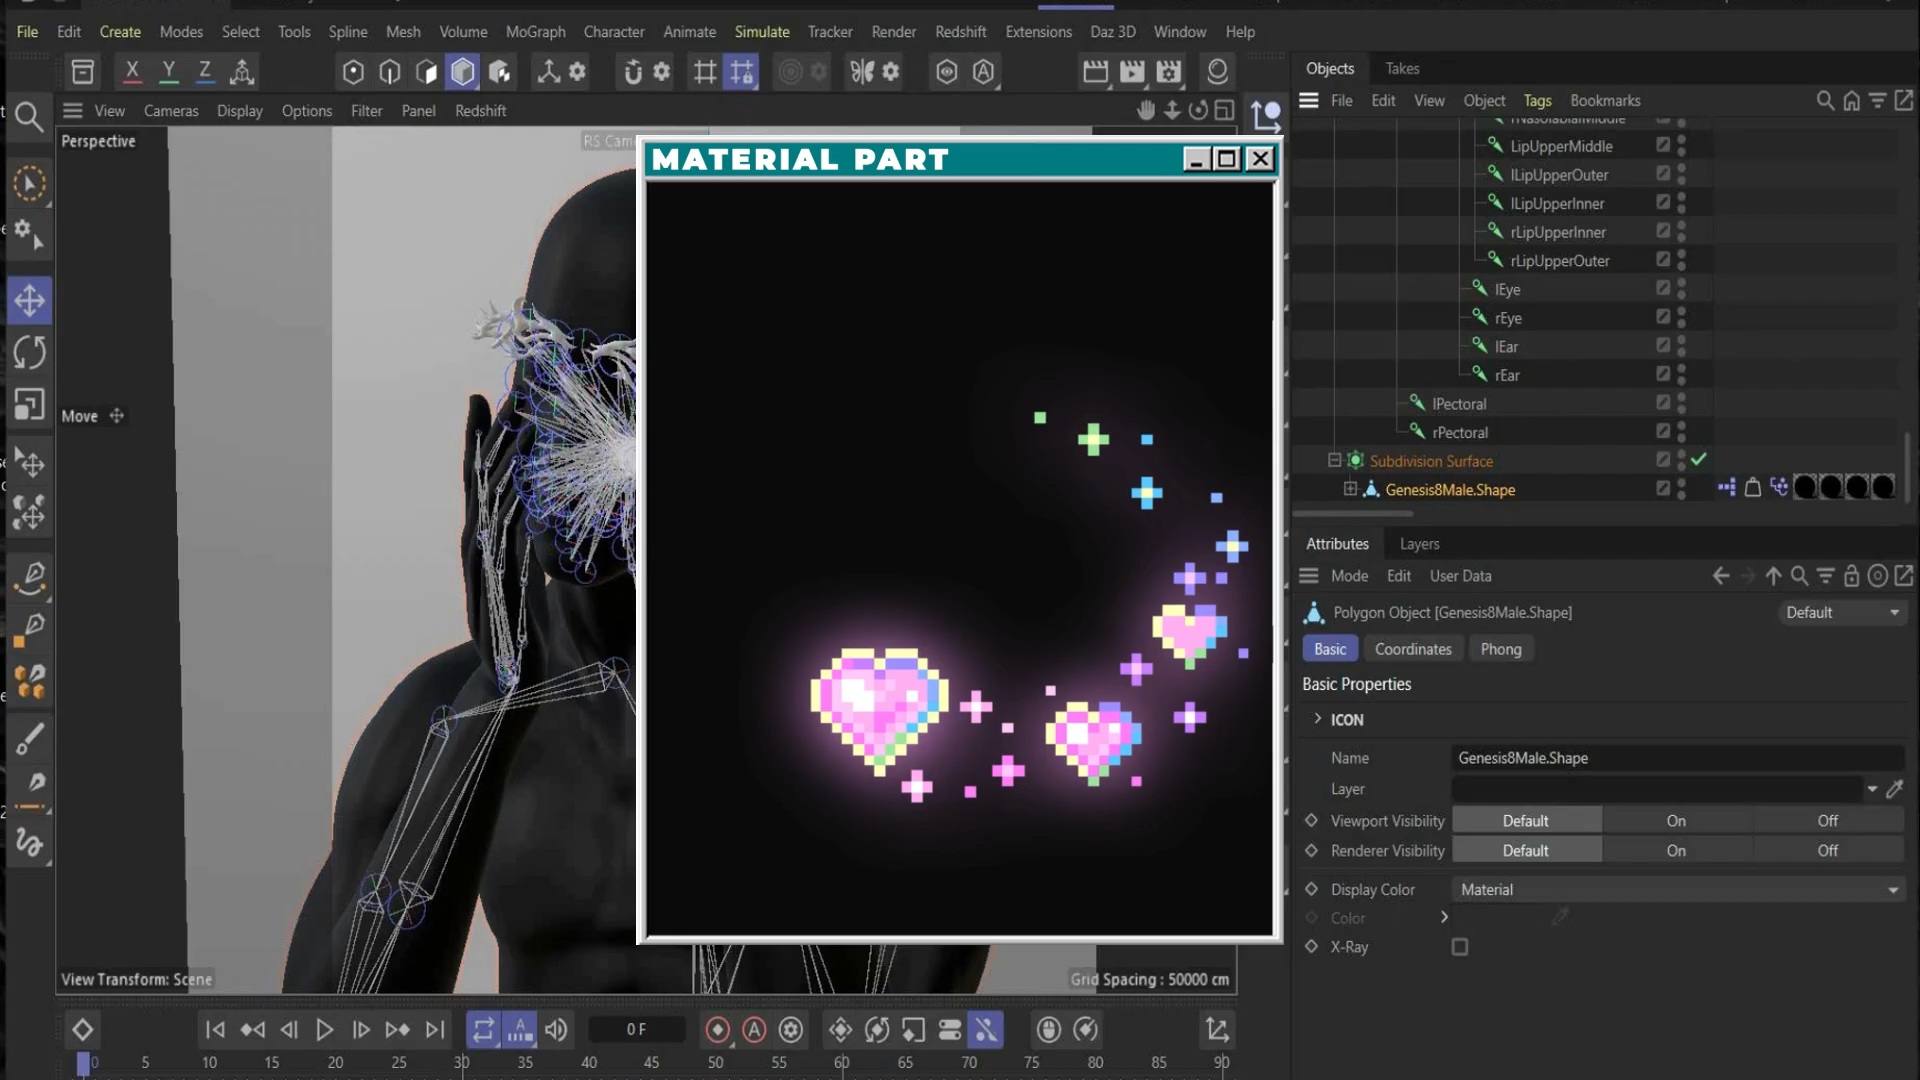 File Edit Create Modes Select Tools Spline Mesh Volume MoGraph Character Animate Simulate Tracker Render Redshift Extensions Daz 3D Window Help
X Y Z
View Cameras Display Options Filter Panel Redshift
Perspective
RS Cam
MATERIAL PART
Move
View Transform: Scene
Grid Spacing : 50000 cm
0 F
0 5 10 15 20 25 30 35 40 45 50 55 60 65 70 75 80 85 90
Objects Takes
File Edit View Object Tags Bookmarks
rNasolabialMiddle
LipUpperMiddle
lLipUpperOuter
lLipUpperInner
rLipUpperInner
rLipUpperOuter
lEye
rEye
lEar
rEar
lPectoral
rPectoral
Subdivision Surface
Genesis8Male.Shape
Attributes Layers
Mode Edit User Data
Polygon Object [Genesis8Male.Shape]
Default
Basic Coordinates Phong
Basic Properties
ICON
Name Genesis8Male.Shape
Layer
Viewport Visibility Default On Off
Renderer Visibility Default On Off
Display Color Material
Color
X-Ray